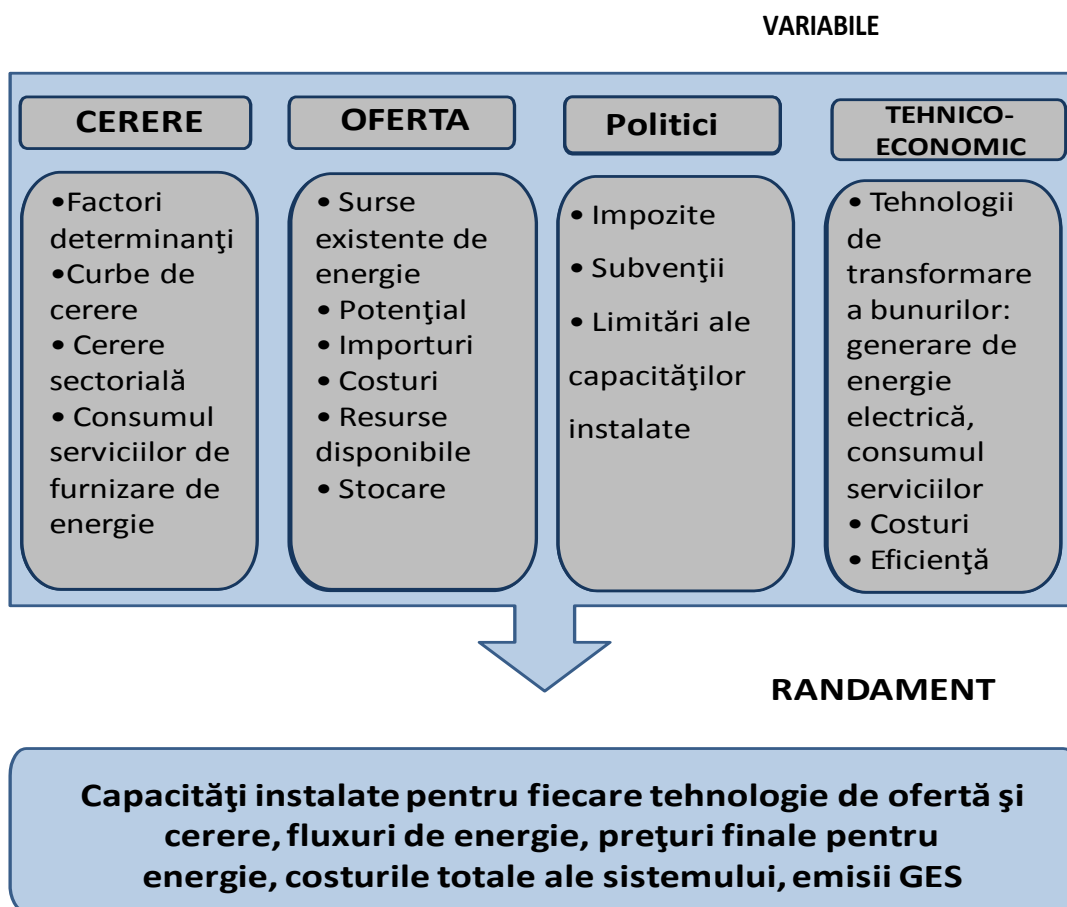 VARIABILE
CERERE
•Factori
determinanţi
•Curbe de
cerere
• Cerere
sectorială
• Consumul
serviciilor de
furnizare de
energie
OFERTA
• Surse
existente de
energie
• Potenţial
• Importuri
• Costuri
• Resurse
disponibile
• Stocare
Politici
• Impozite
• Subvenţii
• Limitări ale
capacităţilor
instalate
TEHNICO-
ECONOMIC
• Tehnologii
de
transformare
a bunurilor:
generare de
energie
electrică,
consumul
serviciilor
• Costuri
• Eficienţă
RANDAMENT
Capacităţi instalate pentru fiecare tehnologie de ofertă şi
cerere, fluxuri de energie, preţuri finale pentru
energie, costurile totale ale sistemului, emisii GES